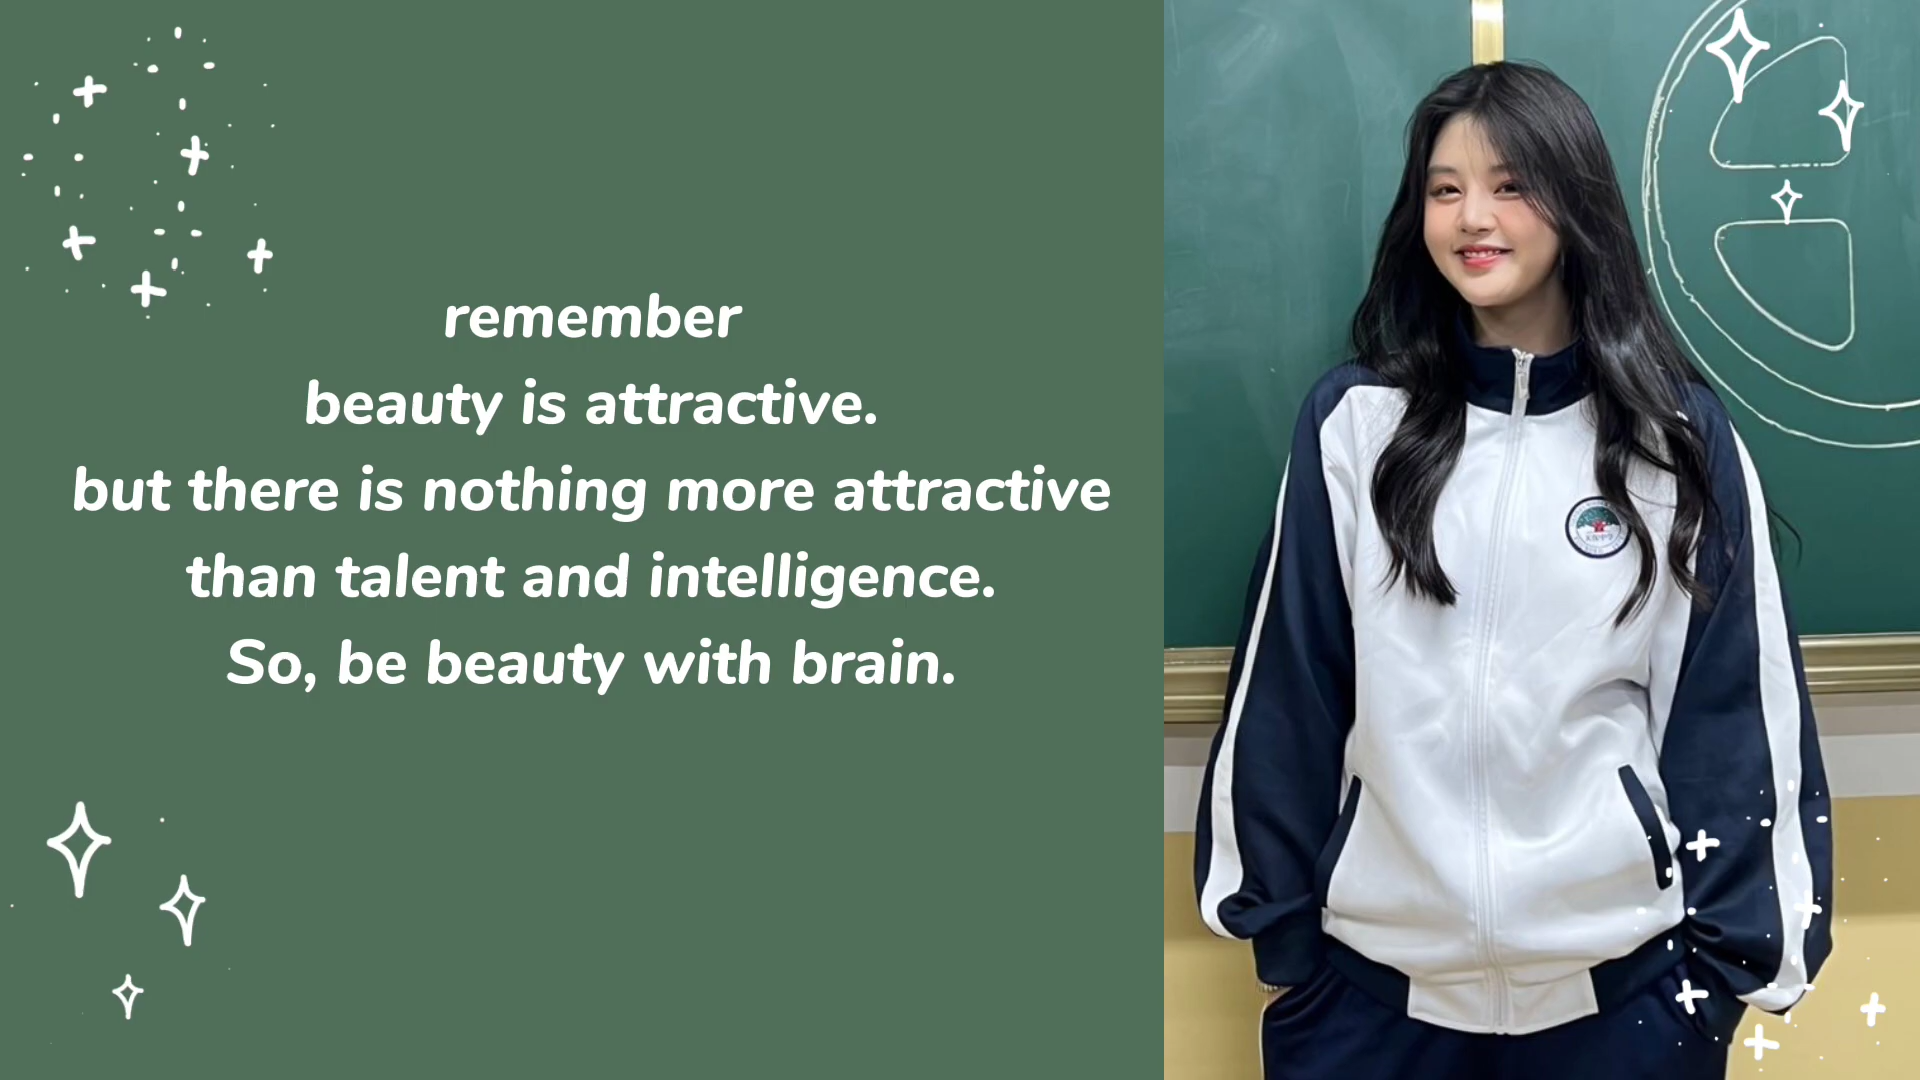 remember
beauty is attractive.
but there is nothing more attractive
than talent and intelligence.
So, be beauty with brain.